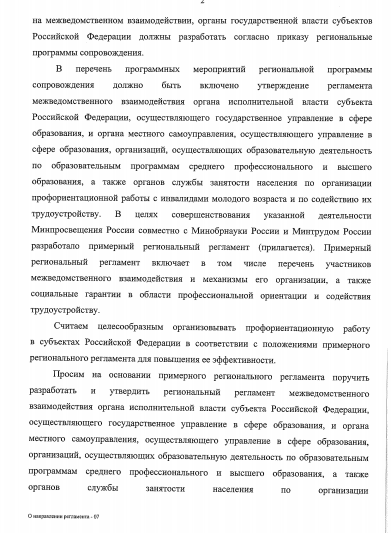 2
на межведомственном взаимодействии, органы государственной власти субъектов
Российской Федерации должны разработать согласно приказу региональные
программы сопровождения.
В перечень программных мероприятий региональной программы
сопровождения должно быть включено утверждение регламента
межведомственного взаимодействия органа исполнительной власти субъекта
Российской Федерации, осуществляющего государственное управление в сфере
образования, и органа местного самоуправления, осуществляющего управление в
сфере образования, организаций, осуществляющих образовательную деятельность
по образовательным программам среднего профессионального и высшего
образования, а также органов службы занятости населения по организации
профориентационной работы с инвалидами молодого возраста и по содействию их
трудоустройству. В целях совершенствования указанной деятельности
Минпросвещения России совместно с Минобрнауки России и Минтрудом России
разработало примерный региональный регламент (прилагается). Примерный
региональный регламент включает в том числе перечень участников
межведомственного взаимодействия и механизмы его организации, а также
социальные гарантии в области профессиональной ориентации и содействия
трудоустройству.
Считаем целесообразным организовывать профориентационную работу
в субъектах Российской Федерации в соответствии с положениями примерного
регионального регламента для повышения ее эффективности.
Просим на основании примерного регионального регламента поручить
разработать и утвердить региональный регламент межведомственного
взаимодействия органа исполнительной власти субъекта Российской Федерации,
осуществляющего государственное управление в сфере образования, и органа
местного самоуправления, осуществляющего управление в сфере образования,
организаций, осуществляющих образовательную деятельность по образовательным
программам среднего профессионального и высшего образования, а также
органов службы занятости населения по организации
О направлении регламента - 07